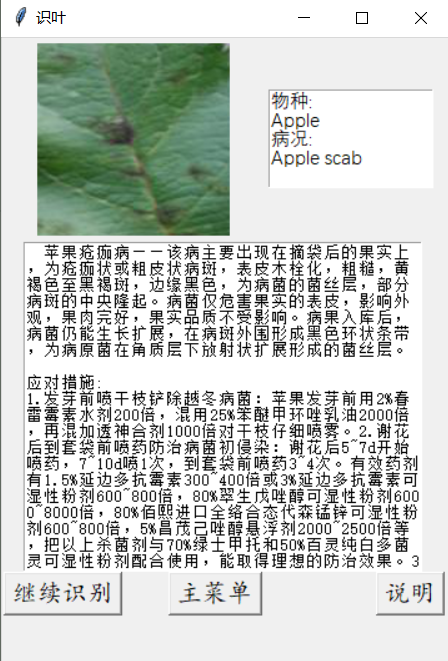 识叶
物种:
Apple
病况:
Apple scab
苹果疮痂病－－该病主要出现在摘袋后的果实上
，为疮痂状或粗皮状病斑，表皮木栓化，粗糙，黄
褐色至黑褐斑，边缘黑色，为病菌的菌丝层，部分
病斑的中央隆起。病菌仅危害果实的表皮，影响外
观，果肉完好，果实品质不受影响。病果入库后，
病菌仍能生长扩展，在病斑外围形成黑色环状条带
，为病原菌在角质层下放射状扩展形成的菌丝层。
应对措施:
1.发芽前喷干枝铲除越冬病菌：苹果发芽前用2%春
雷霉素水剂200倍，混用25%苯醚甲环唑乳油2000倍
，再混加透神合剂1000倍对干枝仔细喷雾。2.谢花
后到套袋前喷药防治病菌初侵染：谢花后5~7d开始
喷药，7~10d喷1次，到套袋前喷药3~4次。有效药剂
有1.5%延边多抗霉素300~400倍或3%延边多抗霉素可
湿性粉剂600~800倍，80%翠生戊唑醇可湿性粉剂600
0~8000倍，80%佰熙进口全络合态代森锰锌可湿性粉
剂600~800倍，5%昌茂己唑醇悬浮剂2000~2500倍等
，把以上杀菌剂与70%绿士甲托和50%百灵纯白多菌
灵可湿性粉剂配合使用，能取得理想的防治效果。3
继续识别
主菜单
说明